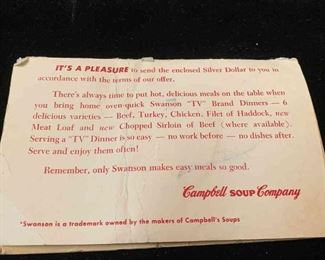 IT'S A PLEASURE to send the enclosed Silver Dollar to you in
accordance with the terms of our offer.
There's always time to put hot, delicious meals on the table when
you bring home oven-quick Swanson "TV" Brand Dinners — 6
delicious varieties — Beef, Turkey, Chicken, Filet of Haddock, new
Meat Loaf and new Chopped Sirloin of Beef (where available).
Serving a "TV" Dinner is so easy — no work before — no dishes after.
Serve and enjoy them often!
Remember, only Swanson makes easy meals so good.
Campbell SOUP Company
*Swanson is a trademark owned by the makers of Campbell's Soups